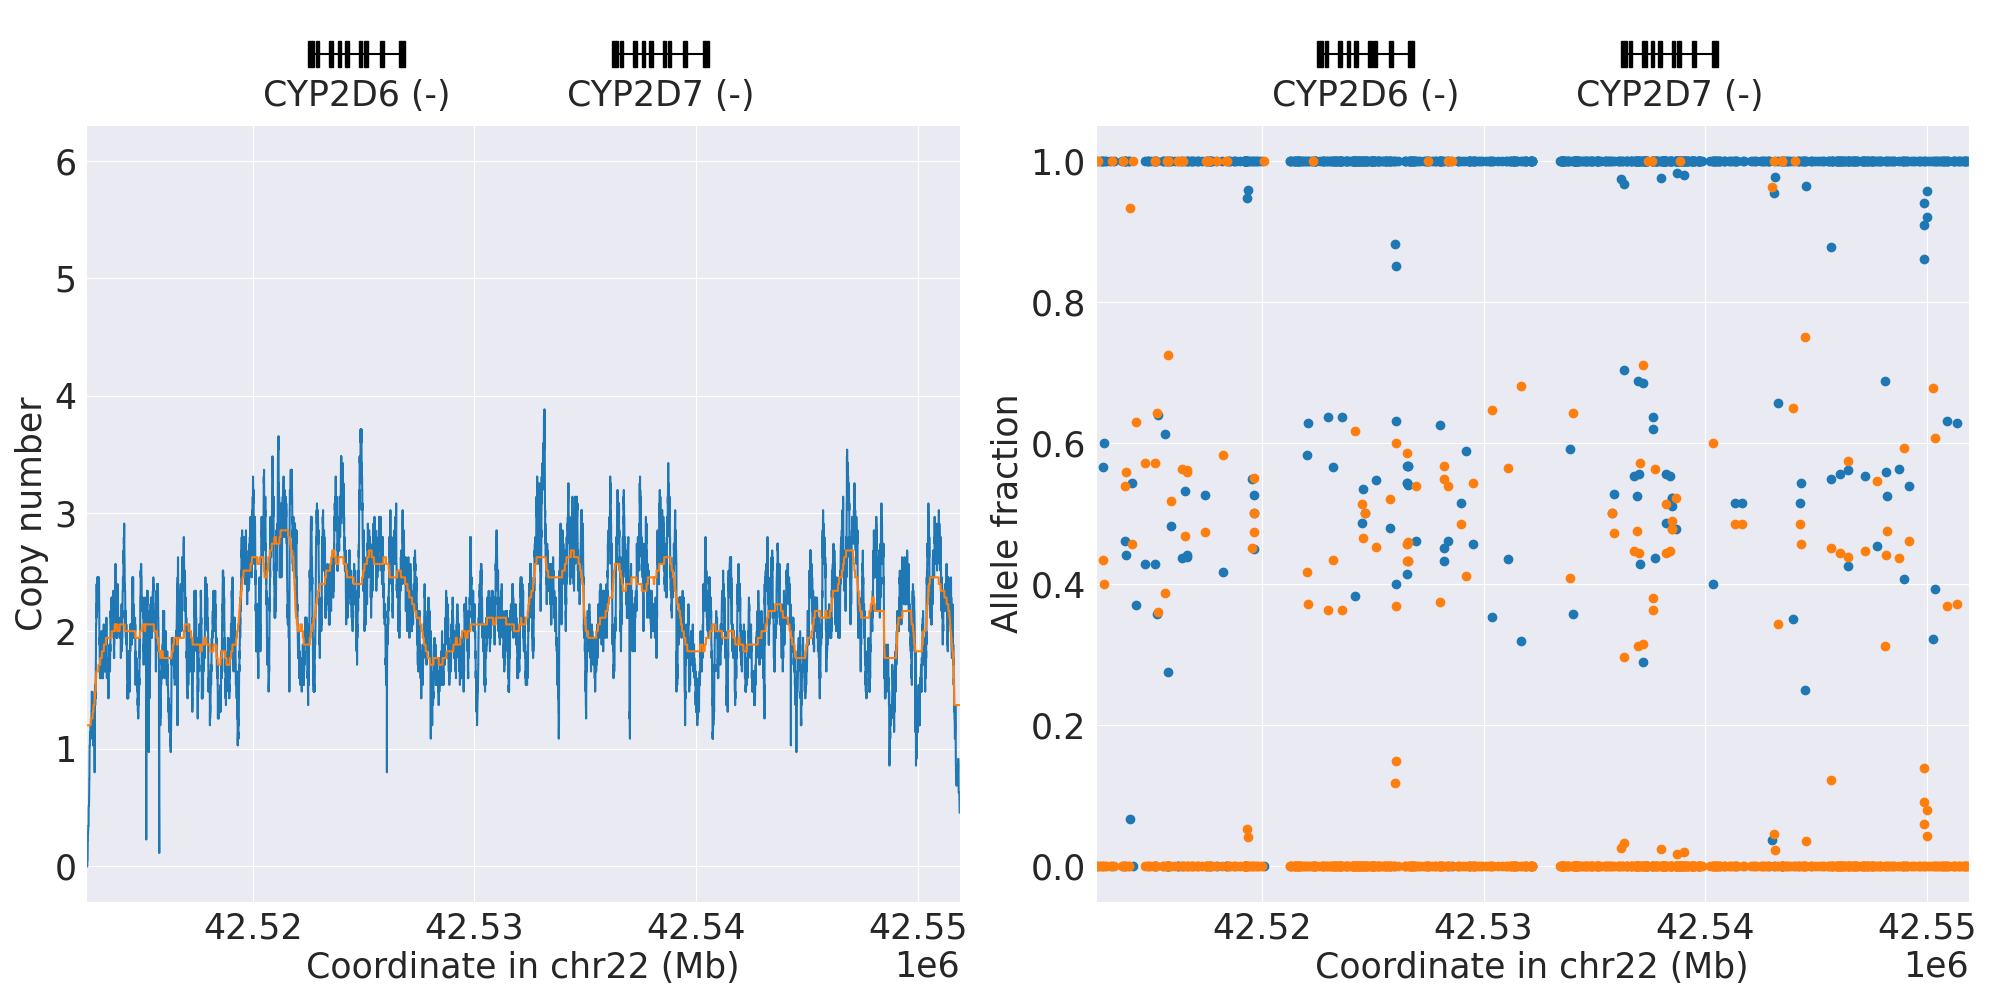 CYP2D6 (-) CYP2D7 (-)
Copy number
6
5
4
3
2
1
0
42.52 42.53 42.54 42.55
Coordinate in chr22 (Mb) 1e6
CYP2D6 (-) CYP2D7 (-)
Allele fraction
1.0
0.8
0.6
0.4
0.2
0.0
42.52 42.53 42.54 42.55
Coordinate in chr22 (Mb) 1e6